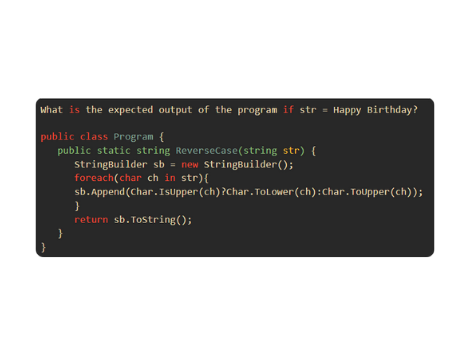 What is the expected output of the program if str = Happy Birthday?
public class Program {
public static string ReverseCase(string str) {
StringBuilder sb = new StringBuilder();
foreach(char ch in str){
sb.Append(Char.IsUpper(ch)?Char.ToLower(ch):Char.ToUpper(ch));
}
return sb.ToString();
}
}